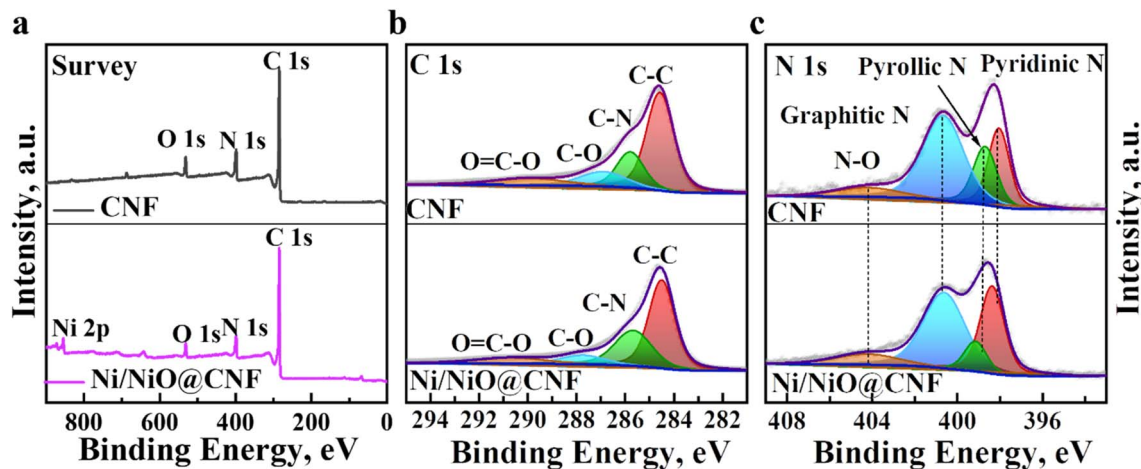 a
Survey
C 1s
O 1s
N 1s
CNF
C 1s
Ni 2p
O 1s
N 1s
Ni/NiO@CNF
Intensity, a.u.
800 600 400 200 0
Binding Energy, eV
b
C 1s
C-C
C-N
C-O
O=C-O
CNF
C-C
C-N
C-O
O=C-O
Ni/NiO@CNF
294 292 290 288 286 284 282
Binding Energy, eV
c
N 1s
Pyrollic N
Pyridinic N
Graphitic N
N-O
CNF
Ni/NiO@CNF
408 404 400 396
Binding Energy, eV
Intensity, a.u.